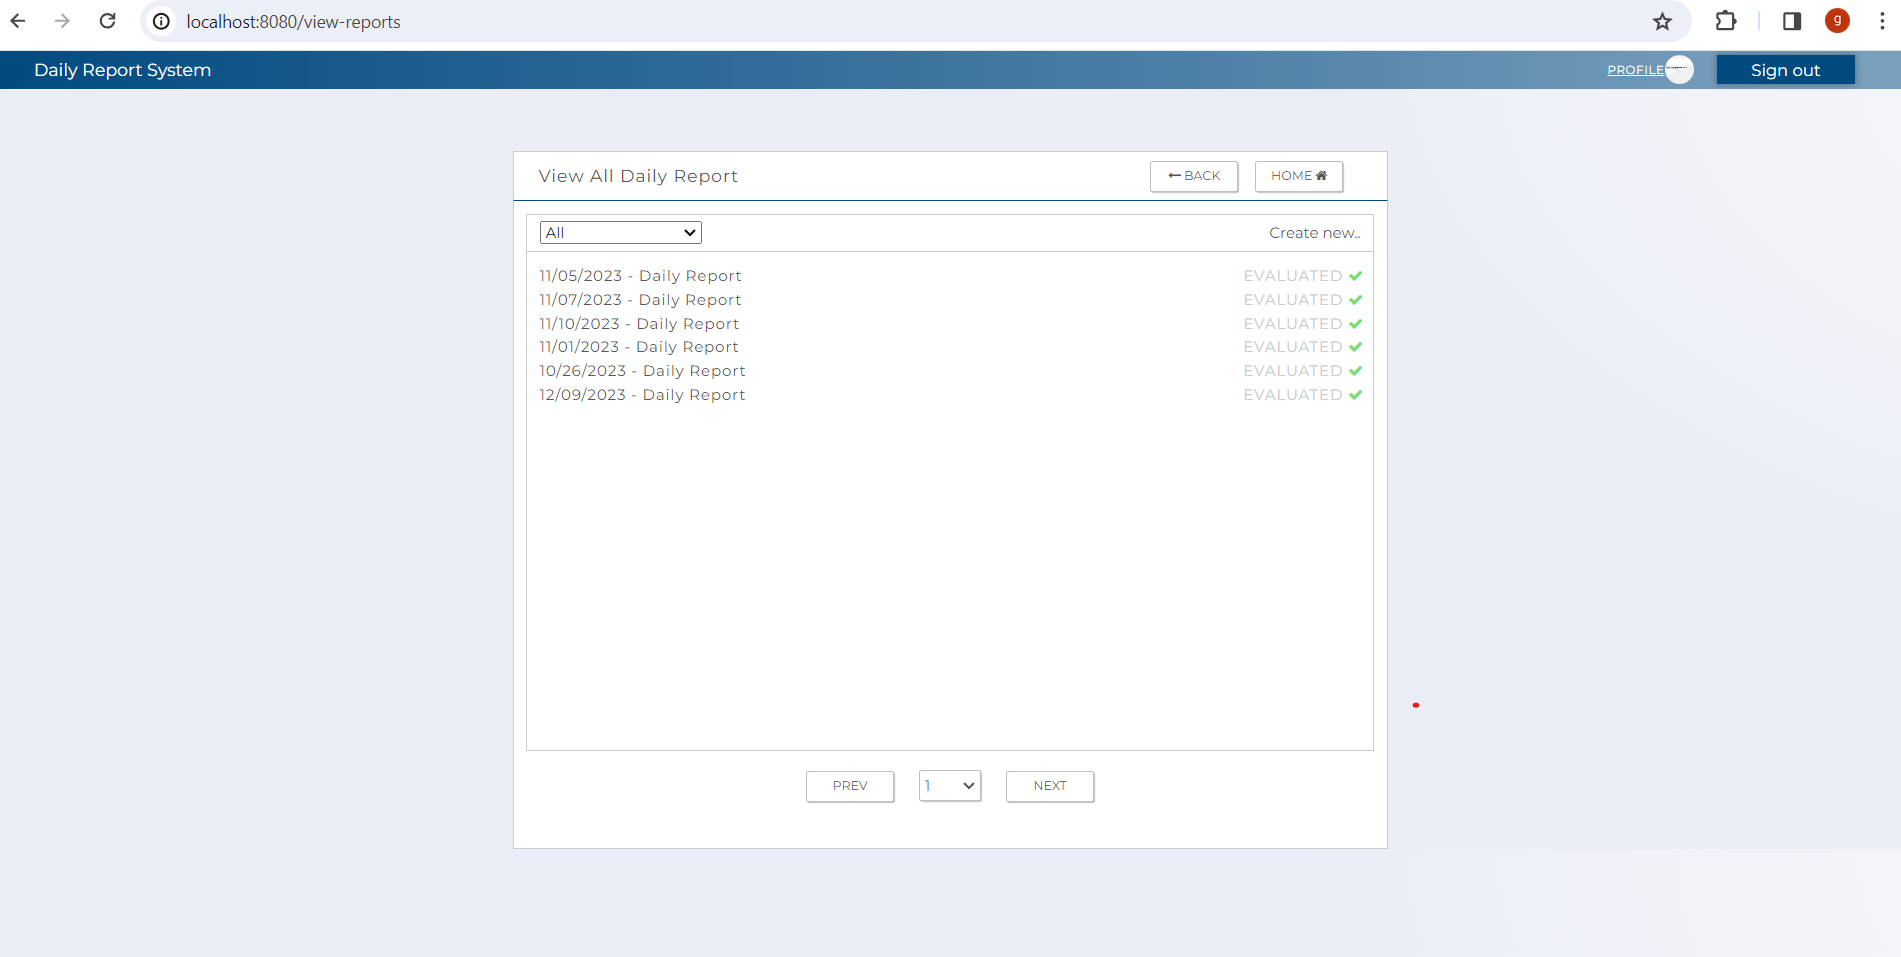 localhost:8080/view-reports
g
Daily Report System
PROFILE
Sign out
View All Daily Report
BACK
HOME
All
Create new..
11/05/2023 - Daily Report EVALUATED
11/07/2023 - Daily Report EVALUATED
11/10/2023 - Daily Report EVALUATED
11/01/2023 - Daily Report EVALUATED
10/26/2023 - Daily Report EVALUATED
12/09/2023 - Daily Report EVALUATED
PREV
1
NEXT